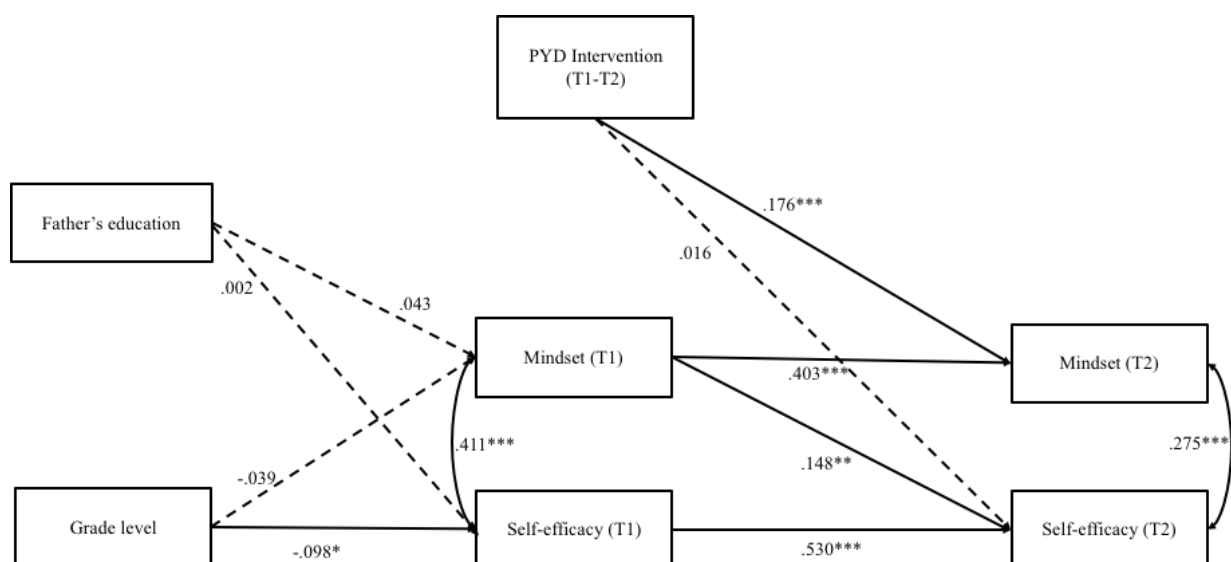 PYD Intervention
(T1-T2)
Father’s education
.176***
.016
.002
.043
Mindset (T1)
Mindset (T2)
.403***
.411***
.275***
.148**
-.039
Grade level
Self-efficacy (T1)
Self-efficacy (T2)
-.098*
.530***